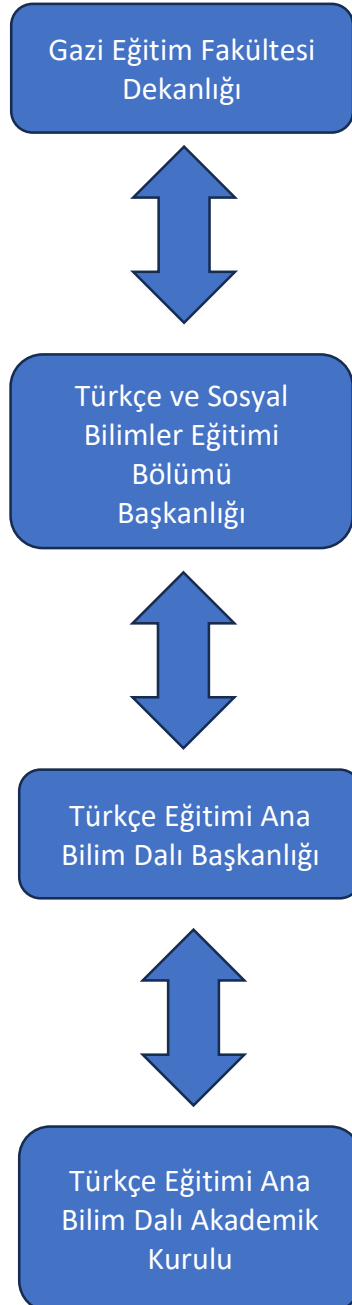 Gazi Eğitim Fakültesi
Dekanlığı
Türkçe ve Sosyal
Bilimler Eğitimi
Bölümü
Başkanlığı
Türkçe Eğitimi Ana
Bilim Dalı Başkanlığı
Türkçe Eğitimi Ana
Bilim Dalı Akademik
Kurulu